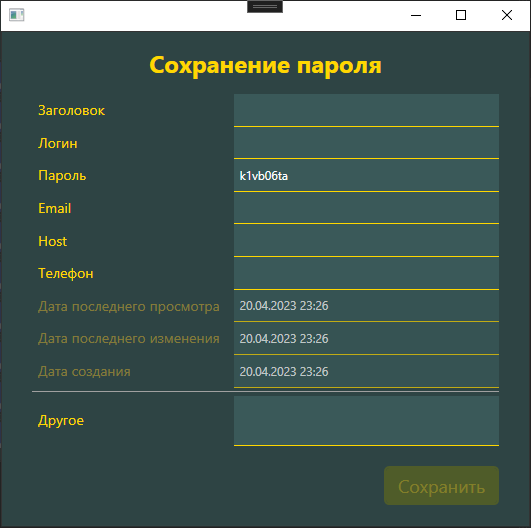 Сохранение пароля
Заголовок
Логин
Пароль k1vb06ta
Email
Host
Телефон
Дата последнего просмотра 20.04.2023 23:26
Дата последнего изменения 20.04.2023 23:26
Дата создания 20.04.2023 23:26
Другое
Сохранить